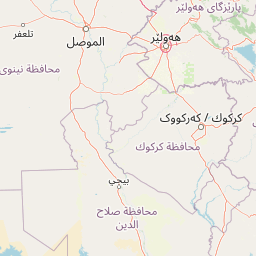 پارێزگای هەولێر
تلعفر
الموصل
هەولێر
محافظة نينوى
كركوك / کەرکووک
محافظة كركوك
بيجي
محافظة صلاح
الدين